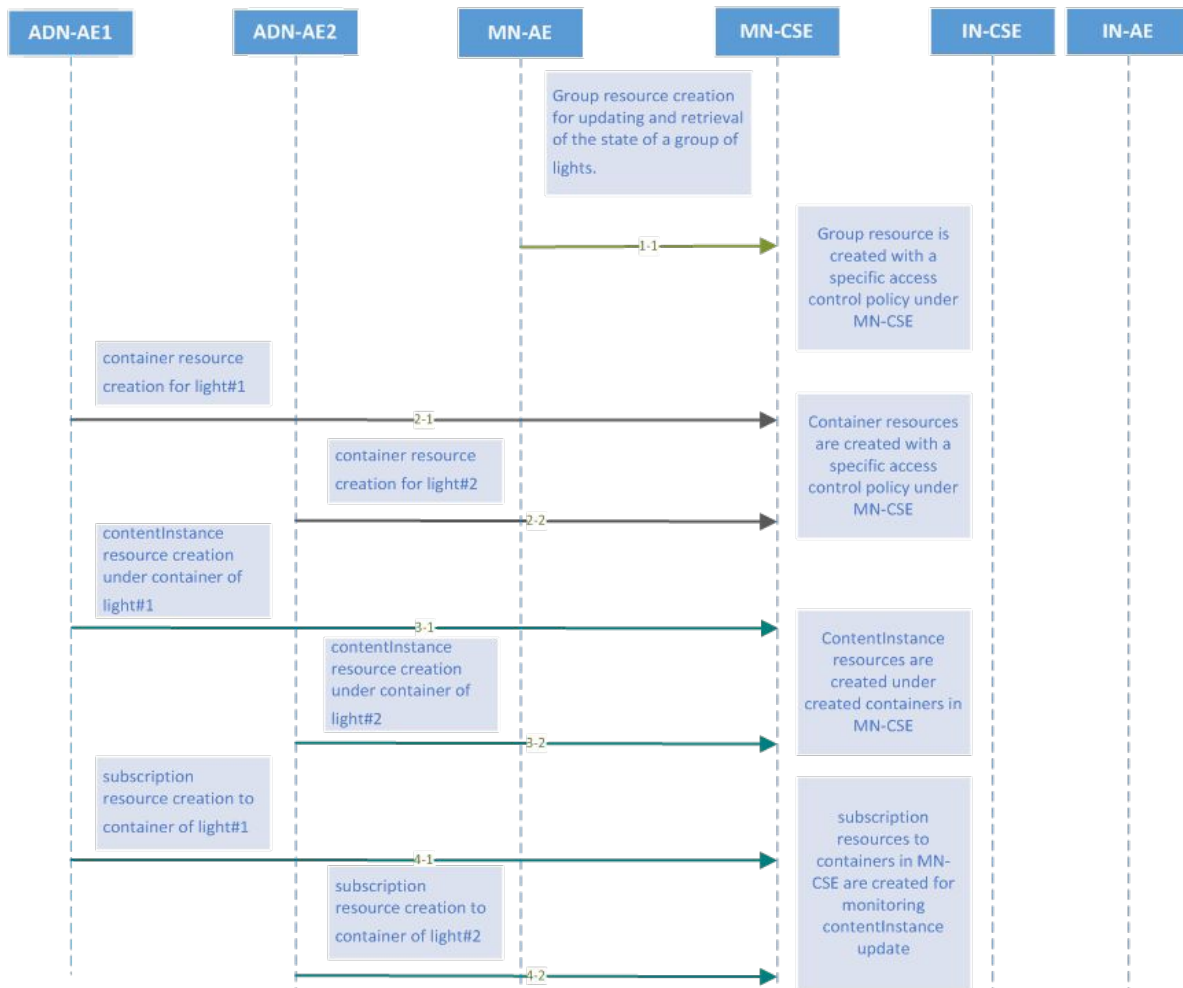 ADN-AE1
ADN-AE2
MN-AE
MN-CSE
IN-CSE
IN-AE
Group resource creation
for updating and retrieval
of the state of a group of
lights.
1-1
Group resource is
created with a
specific access
control policy under
MN-CSE
container resource
creation for light#1
2-1
Container resources
are created with a
specific access
control policy under
MN-CSE
container resource
creation for light#2
2-2
contentInstance
resource creation
under container of
light#1
3-1
ContentInstance
resources are
created under
created containers in
MN-CSE
contentInstance
resource creation
under container of
light#2
3-2
subscription
resource creation to
container of light#1
4-1
subscription
resources to
containers in MN-
CSE are created for
monitoring
contentInstance
update
subscription
resource creation to
container of light#2
4-2